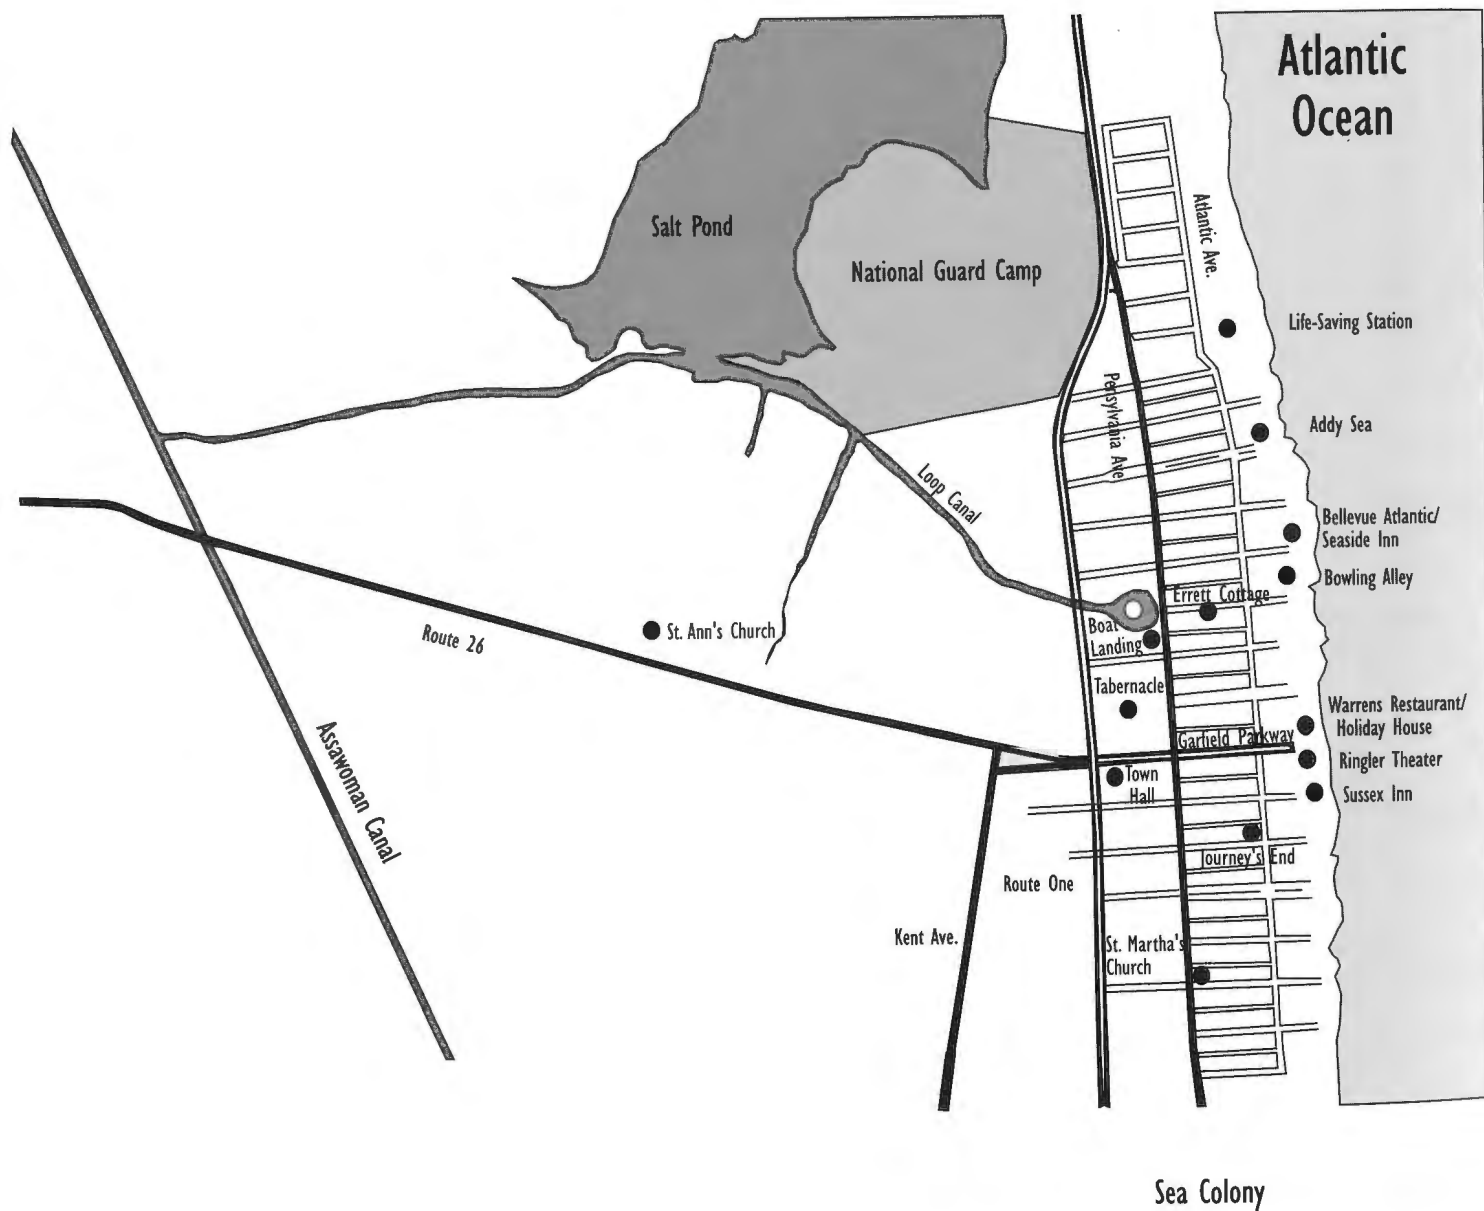 Atlantic
Ocean
Salt Pond
Atlantic Ave.
National Guard Camp
Life-Saving Station
Pensylvania Ave
Addy Sea
Loop Canal
Bellevue Atlantic/
Seaside Inn
Bowling Alley
Errett Cottage
Boat
Landing
St. Ann's Church
Route 26
Tabernacle
Warrens Restaurant/
Holiday House
Garfield Parkway
Ringler Theater
Town
Hall
Sussex Inn
Assawoman Canal
Journey's End
Route One
Kent Ave.
St. Martha's
Church
Sea Colony